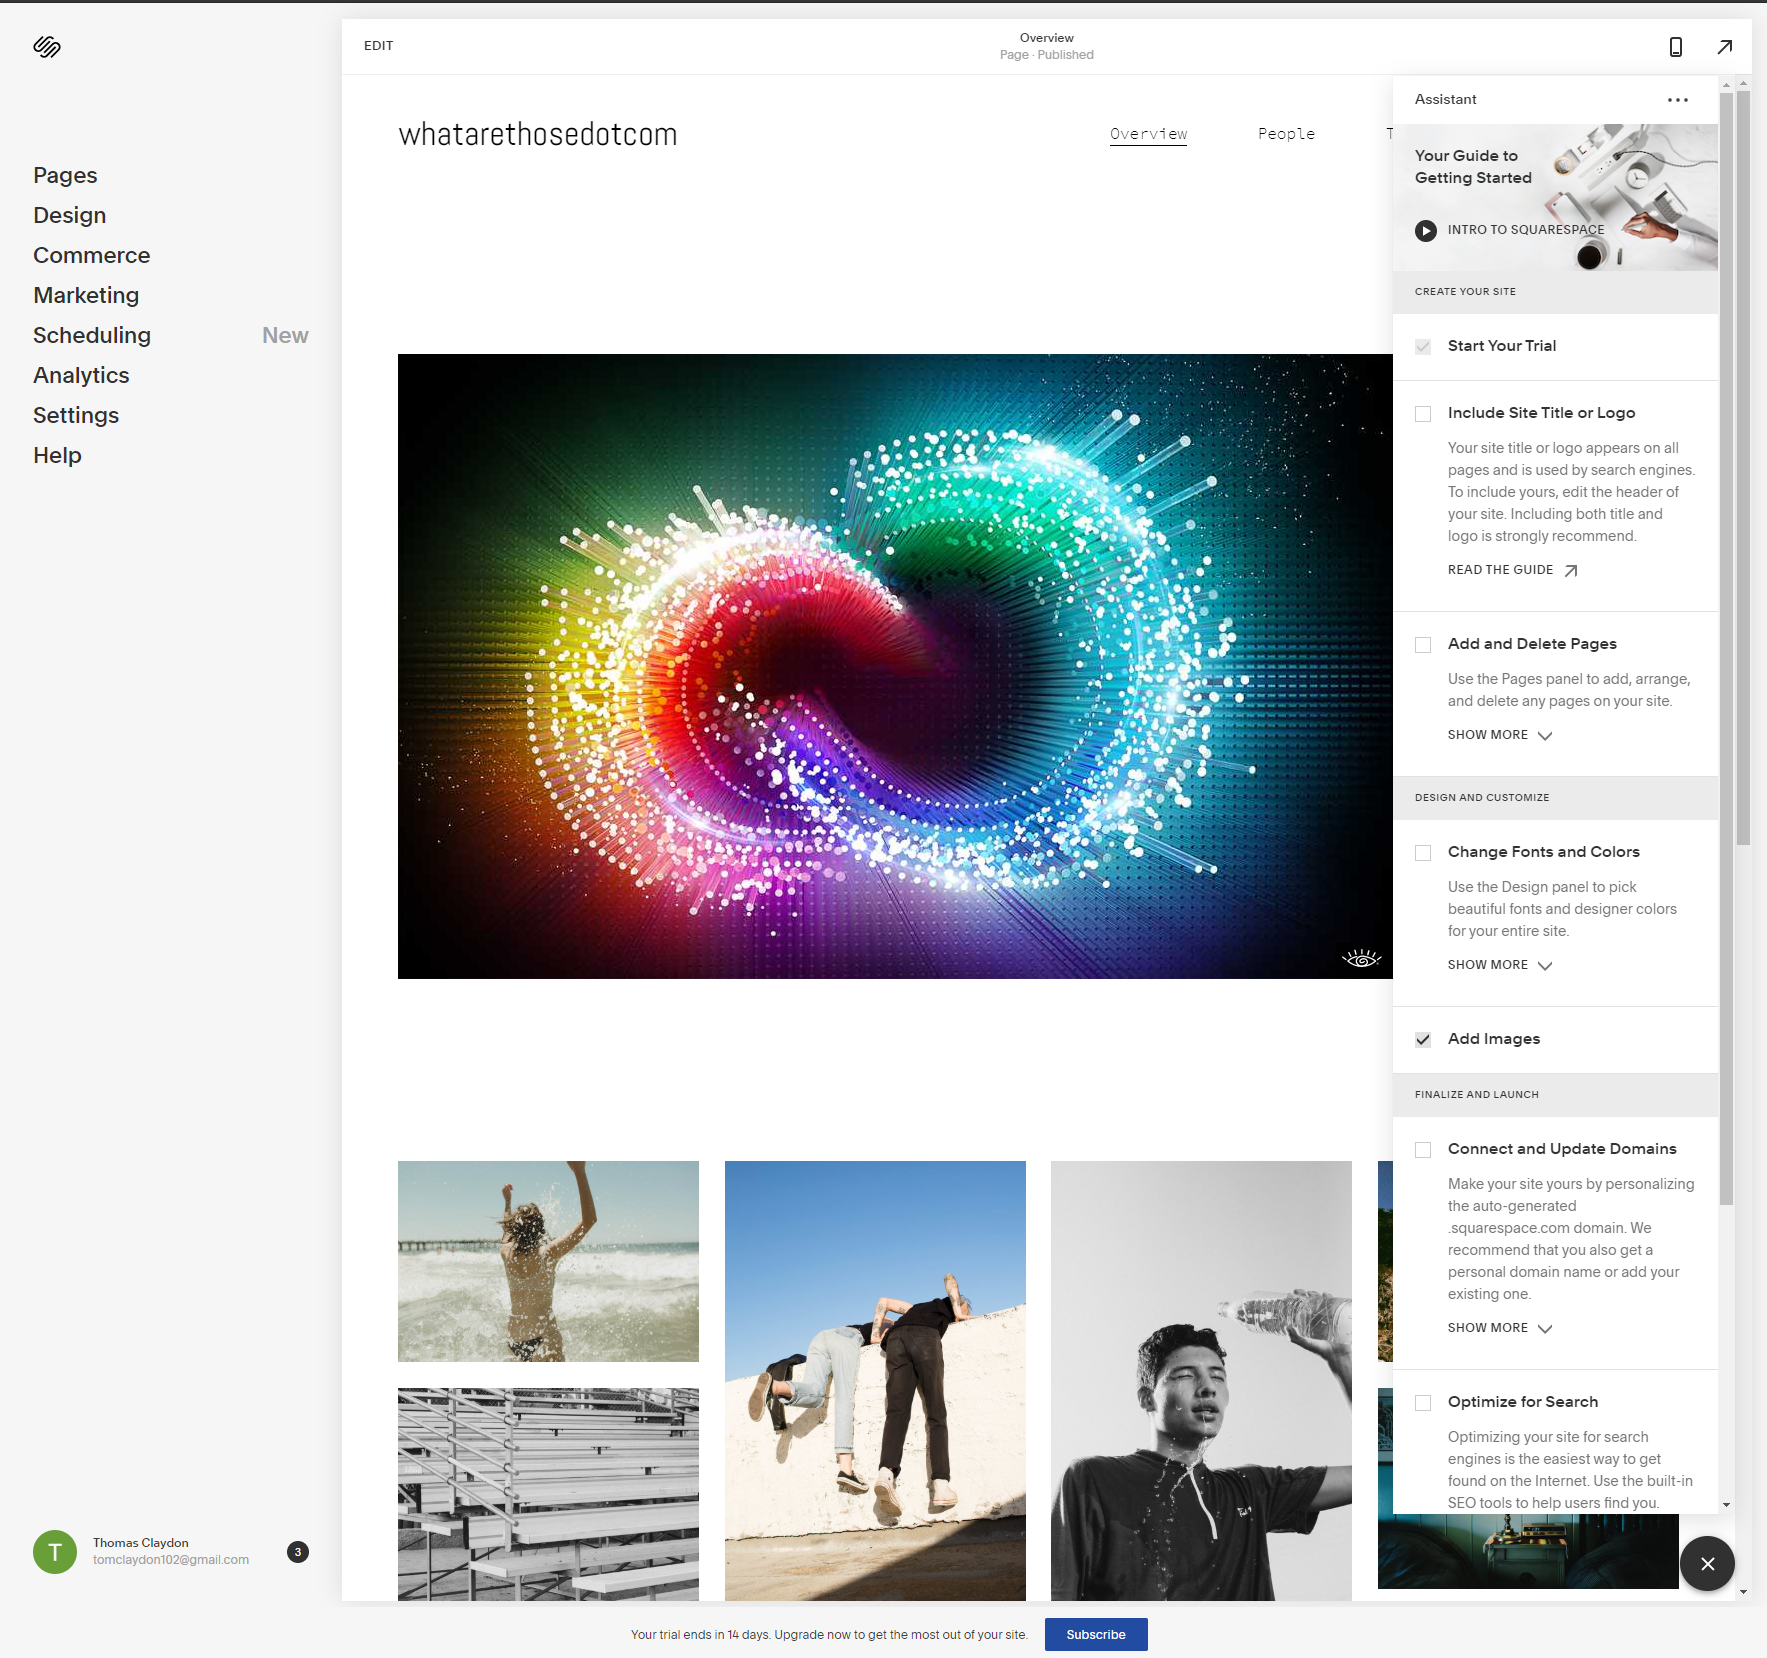 EDIT
Overview
Page · Published
Pages
Design
Commerce
Marketing
Scheduling New
Analytics
Settings
Help
T
Thomas Claydon
tomclaydon102@gmail.com
3
whatarethosedotcom
Overview People T
Assistant
Your Guide to
Getting Started
INTRO TO SQUARESPACE
CREATE YOUR SITE
Start Your Trial
Include Site Title or Logo
Your site title or logo appears on all
pages and is used by search engines.
To include yours, edit the header of
your site. Including both title and
logo is strongly recommend.
READ THE GUIDE
Add and Delete Pages
Use the Pages panel to add, arrange,
and delete any pages on your site.
SHOW MORE
DESIGN AND CUSTOMIZE
Change Fonts and Colors
Use the Design panel to pick
beautiful fonts and designer colors
for your entire site.
SHOW MORE
Add Images
FINALIZE AND LAUNCH
Connect and Update Domains
Make your site yours by personalizing
the auto-generated
.squarespace.com domain. We
recommend that you also get a
personal domain name or add your
existing one.
SHOW MORE
Optimize for Search
Optimizing your site for search
engines is the easiest way to get
found on the Internet. Use the built-in
SEO tools to help users find you.
Your trial ends in 14 days. Upgrade now to get the most out of your site.
Subscribe